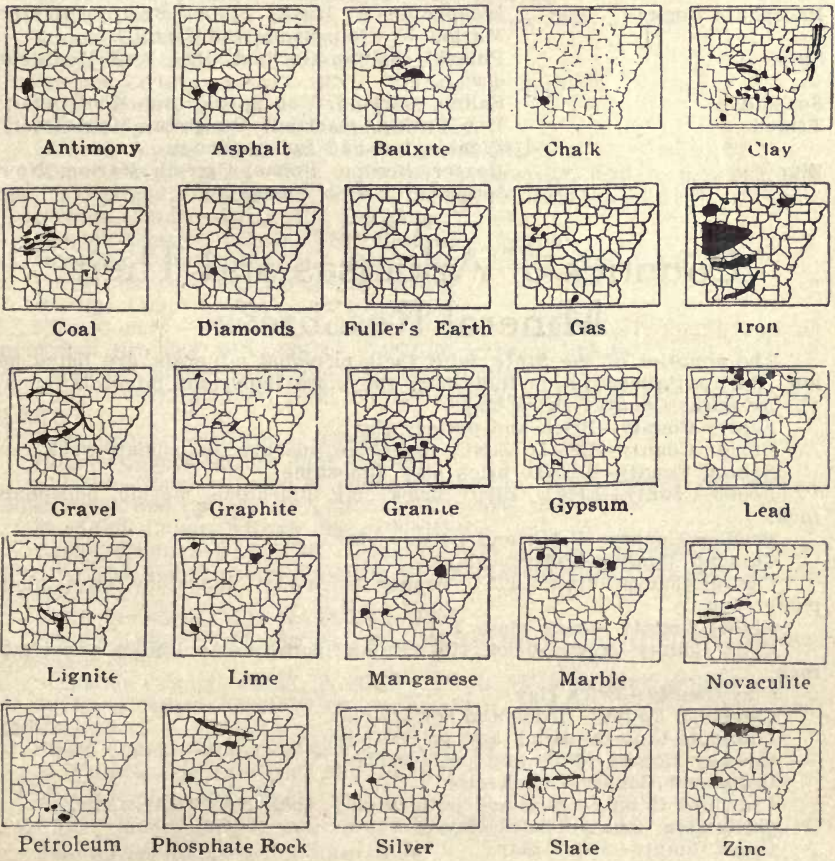 Antimony Asphalt Bauxite Chalk Clay
Coal Diamonds Fuller's Earth Gas Iron
Gravel Graphite Granite Gypsum Lead
Lignite Lime Manganese Marble Novaculite
Petroleum Phosphate Rock Silver Slate Zinc